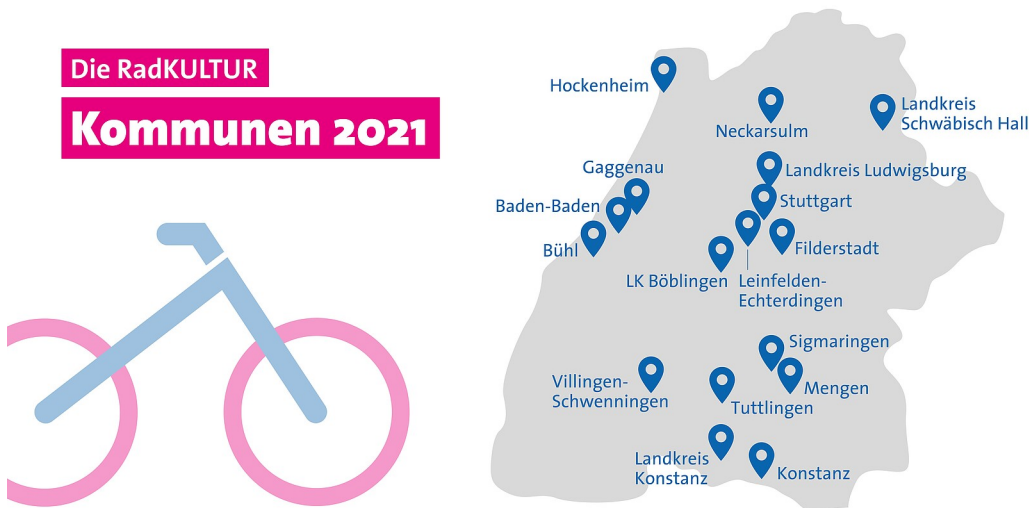 Die RadKULTUR
Kommunen 2021
Hockenheim
Neckarsulm
Landkreis
Schwäbisch Hall
Gaggenau
Landkreis Ludwigsburg
Baden-Baden
Stuttgart
Bühl
Filderstadt
LK Böblingen
Leinfelden-
Echterdingen
Sigmaringen
Villingen-
Schwenningen
Mengen
Tuttlingen
Landkreis
Konstanz
Konstanz